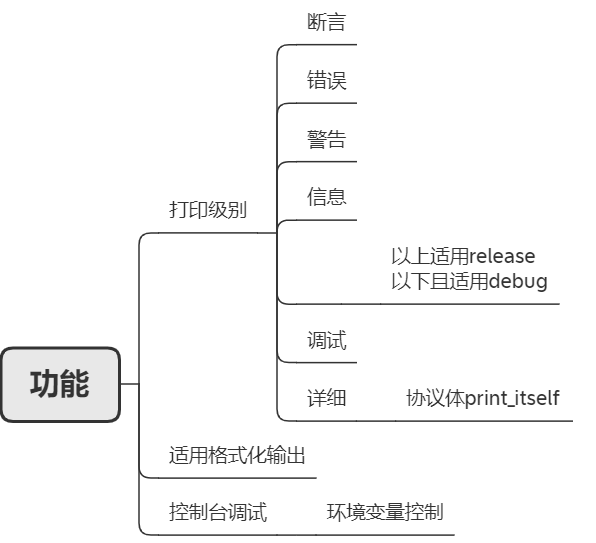 断言
错误
警告
信息
打印级别
以上适用release
以下且适用debug
调试
功能
详细
协议体print_itself
适用格式化输出
控制台调试
环境变量控制